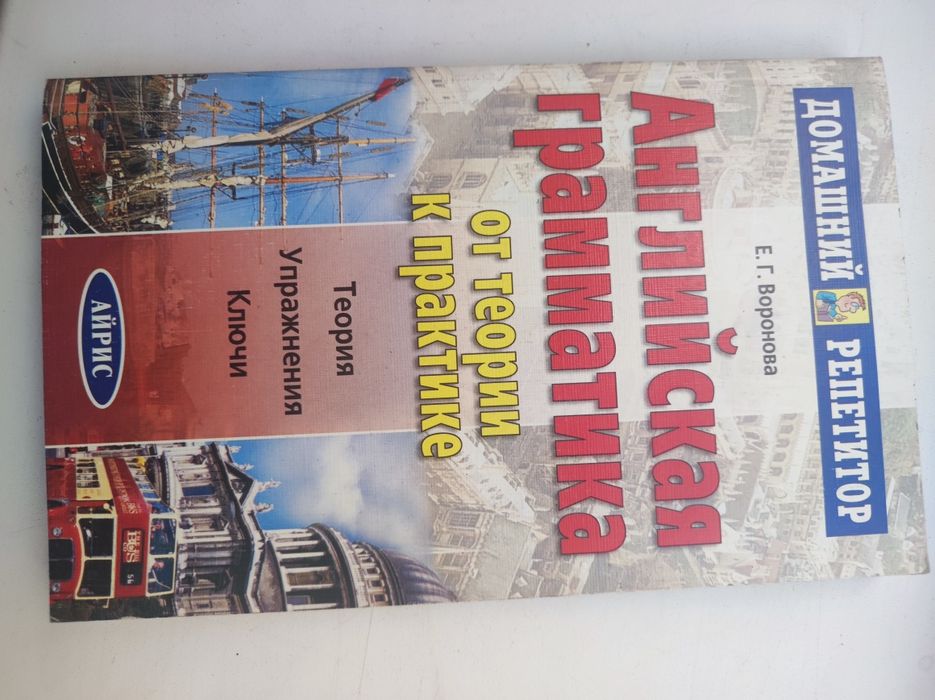 ДОМАШНИЙ РЕПЕТИТОР
Е. Г. Воронова
Английская
грамматика
от теории
к практике
Теория
Упражнения
Ключи
АЙРИС